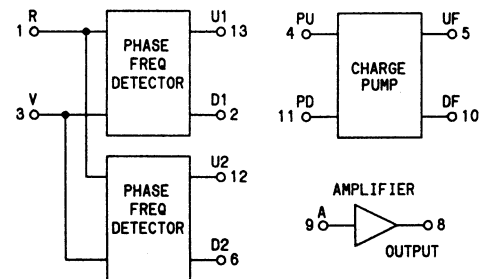 R
1
U1
13
PHASE
FREQ
DETECTOR
V
3
D1
2
U2
12
PHASE
FREQ
DETECTOR
D2
6
PU
4
UF
5
CHARGE
PUMP
PD
11
DF
10
AMPLIFIER
A
9
8
OUTPUT